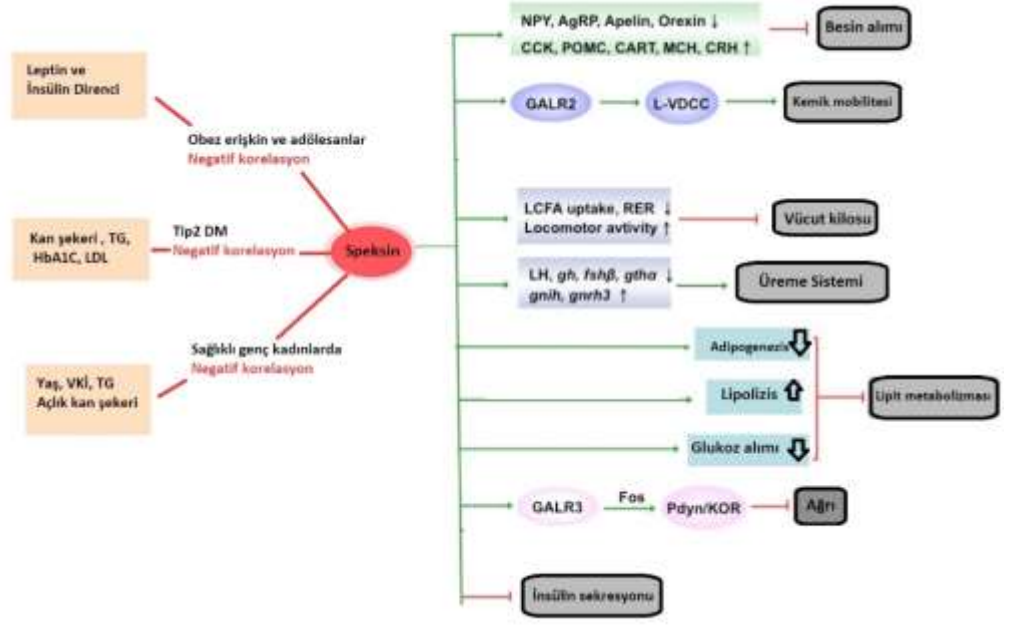 Leptin ve
İnsülin Direnci
Obez erişkin ve adölesanlar
Negatif korelasyon
Kan şekeri , TG,
HbA1C, LDL
Tip2 DM
Negatif korelasyon
Sağlıklı genç kadınlarda
Negatif korelasyon
Yaş, VKİ, TG
Açlık kan şekeri
Speksin
NPY, AgRP, Apelin, Orexin ↓
CCK, POMC, CART, MCH, CRH ↑
Besin alımı
GALR2
L-VDCC
Kemik mobilitesi
LCFA uptake, RER ↓
Locomotor avtivity ↑
Vücut kilosu
LH, gh, fshβ, gthα ↓
gnih, gnrh3 ↑
Üreme Sistemi
Adipogenezis
Lipolizis
Glukoz alımı
Lipit metabolizması
GALR3
Fos
Pdyn/KOR
Ağrı
İnsülin sekresyonu